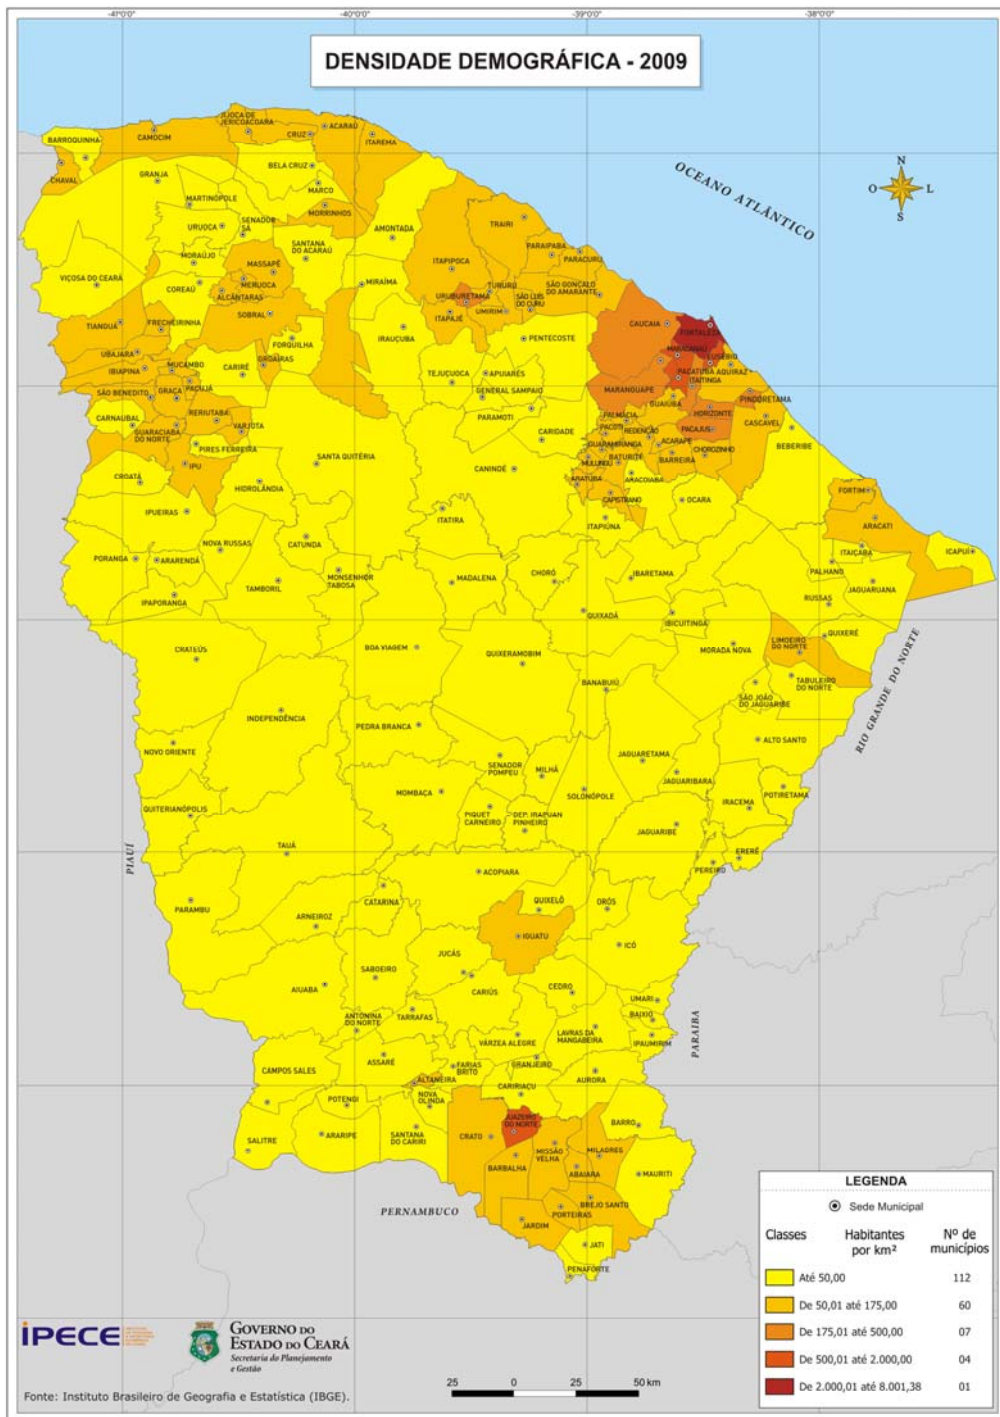 -41°0'0"
-40°0'0"
-39°0'0"
-38°0'0"
DENSIDADE DEMOGRÁFICA - 2009
OCEANO ATLÂNTICO
N
O
L
S
BARROQUINHA
CAMOCIM
JIJOCA DE
JERICOACOARA
CRUZ
ACARAÚ
ITAREMA
CHAVAL
GRANJA
BELA CRUZ
MARCO
MARTINÓPOLE
MORRINHOS
URUOCA
SENADOR
SÁ
AMONTADA
TRAIRI
MORAÚJO
SANTANA
DO ACARAÚ
PARAIPABA
PARACURU
VIÇOSA DO CEARÁ
MASSAPÊ
ITAPIPOCA
COREAÚ
MERUOCA
MIRAÍMA
TURURÚ
SÃO GONÇALO
DO AMARANTE
ALCÂNTARAS
URUBURETAMA
SÃO LUIS
DO CURU
TIANGUÁ
FRECHEIRINHA
SOBRAL
ITAPAJÉ
UMIRIM
CAUCAIA
FORTALEZA
UBAJARA
FORQUILHA
IRAUÇUBA
PENTECOSTE
MARACANAÚ
EUSÉBIO
IBIAPINA
MUCAMBO
GROAÍRAS
PACATUBA
AQUIRAZ
CARIRÉ
TEJUÇUOCA
APUIARÉS
ITAITINGA
SÃO BENEDITO
GRAÇA
PACUJÁ
GENERAL SAMPAIO
MARANGUAPE
PINDORETAMA
GUAIÚBA
CARNAUBAL
RERIUTABA
PARAMOTI
PALMÁCIA
HORIZONTE
CASCAVEL
GUARACIABA
DO NORTE
VARJOTA
CARIDADE
PACOTI
REDENÇÃO
PACAJUS
BEBERIBE
PIRES FERREIRA
GUARAMIRANGA
ACARAPE
CHOROZINHO
MULUNGU
BATURITÉ
BARREIRA
IPU
SANTA QUITÉRIA
CANINDÉ
ARATUBA
ARACOIABA
CROATÁ
HIDROLÂNDIA
CAPISTRANO
OCARA
FORTIM
IPUEIRAS
ITATIRA
ITAPIÚNA
ARACATI
NOVA RUSSAS
CATUNDA
ITAIÇABA
ICAPUÍ
PORANGA
ARARENDÁ
PALHANO
TAMBORIL
MONSENHOR
TABOSA
MADALENA
CHORÓ
IBARETAMA
JAGUARUANA
IPAPORANGA
RUSSAS
QUIXADÁ
IBICUITINGA
QUIXERÉ
CRATEÚS
BOA VIAGEM
QUIXERAMOBIM
MORADA NOVA
LIMOEIRO
DO NORTE
TABULEIRO
DO NORTE
BANABUIÚ
SÃO JOÃO
DO JAGUARIBE
INDEPENDÊNCIA
PEDRA BRANCA
ALTO SANTO
NOVO ORIENTE
SENADOR
POMPEU
MILHÃ
JAGUARETAMA
JAGUARIBARA
POTIRETAMA
MOMBAÇA
SOLONÓPOLE
IRACEMA
QUITERIANÓPOLIS
PIQUET
CARNEIRO
DEP. IRAPUAN
PINHEIRO
JAGUARIBE
TAUÁ
ERERÊ
PEREIRO
ACOPIARA
CATARINA
PARAMBU
QUIXELÔ
ORÓS
ARNEIROZ
IGUATU
ICÓ
JUCÁS
SABOEIRO
AIUABA
CARIÚS
CEDRO
UMARI
ANTONINA
DO NORTE
TARRAFAS
BAIXIO
VÁRZEA ALEGRE
LAVRAS DA
MANGABEIRA
IPAUMIRIM
ASSARÉ
GRANJEIRO
CAMPOS SALES
FARIAS
BRITO
ALTANEIRA
AURORA
NOVA
OLINDA
CARIRIAÇU
POTENGI
JUAZEIRO
DO NORTE
BARRO
SALITRE
ARARIPE
SANTANA
DO CARIRI
CRATO
MISSÃO
VELHA
MILAGRES
BARBALHA
ABAIARA
MAURITI
BREJO SANTO
PORTEIRAS
JARDIM
JATI
PENAFORTE
PIAUÍ
RIO GRANDE DO NORTE
PARAIBA
PERNAMBUCO
LEGENDA
Sede Municipal
Classes
Habitantes
por km²
Nº de
municípios
Até 50,00 112
De 50,01 até 175,00 60
De 175,01 até 500,00 07
De 500,01 até 2.000,00 04
De 2.000,01 até 8.001,38 01
iPECE
GOVERNO DO
ESTADO DO CEARÁ
Secretaria do Planejamento
e Gestão
25 0 25 50 km
Fonte: Instituto Brasileiro de Geografia e Estatística (IBGE).